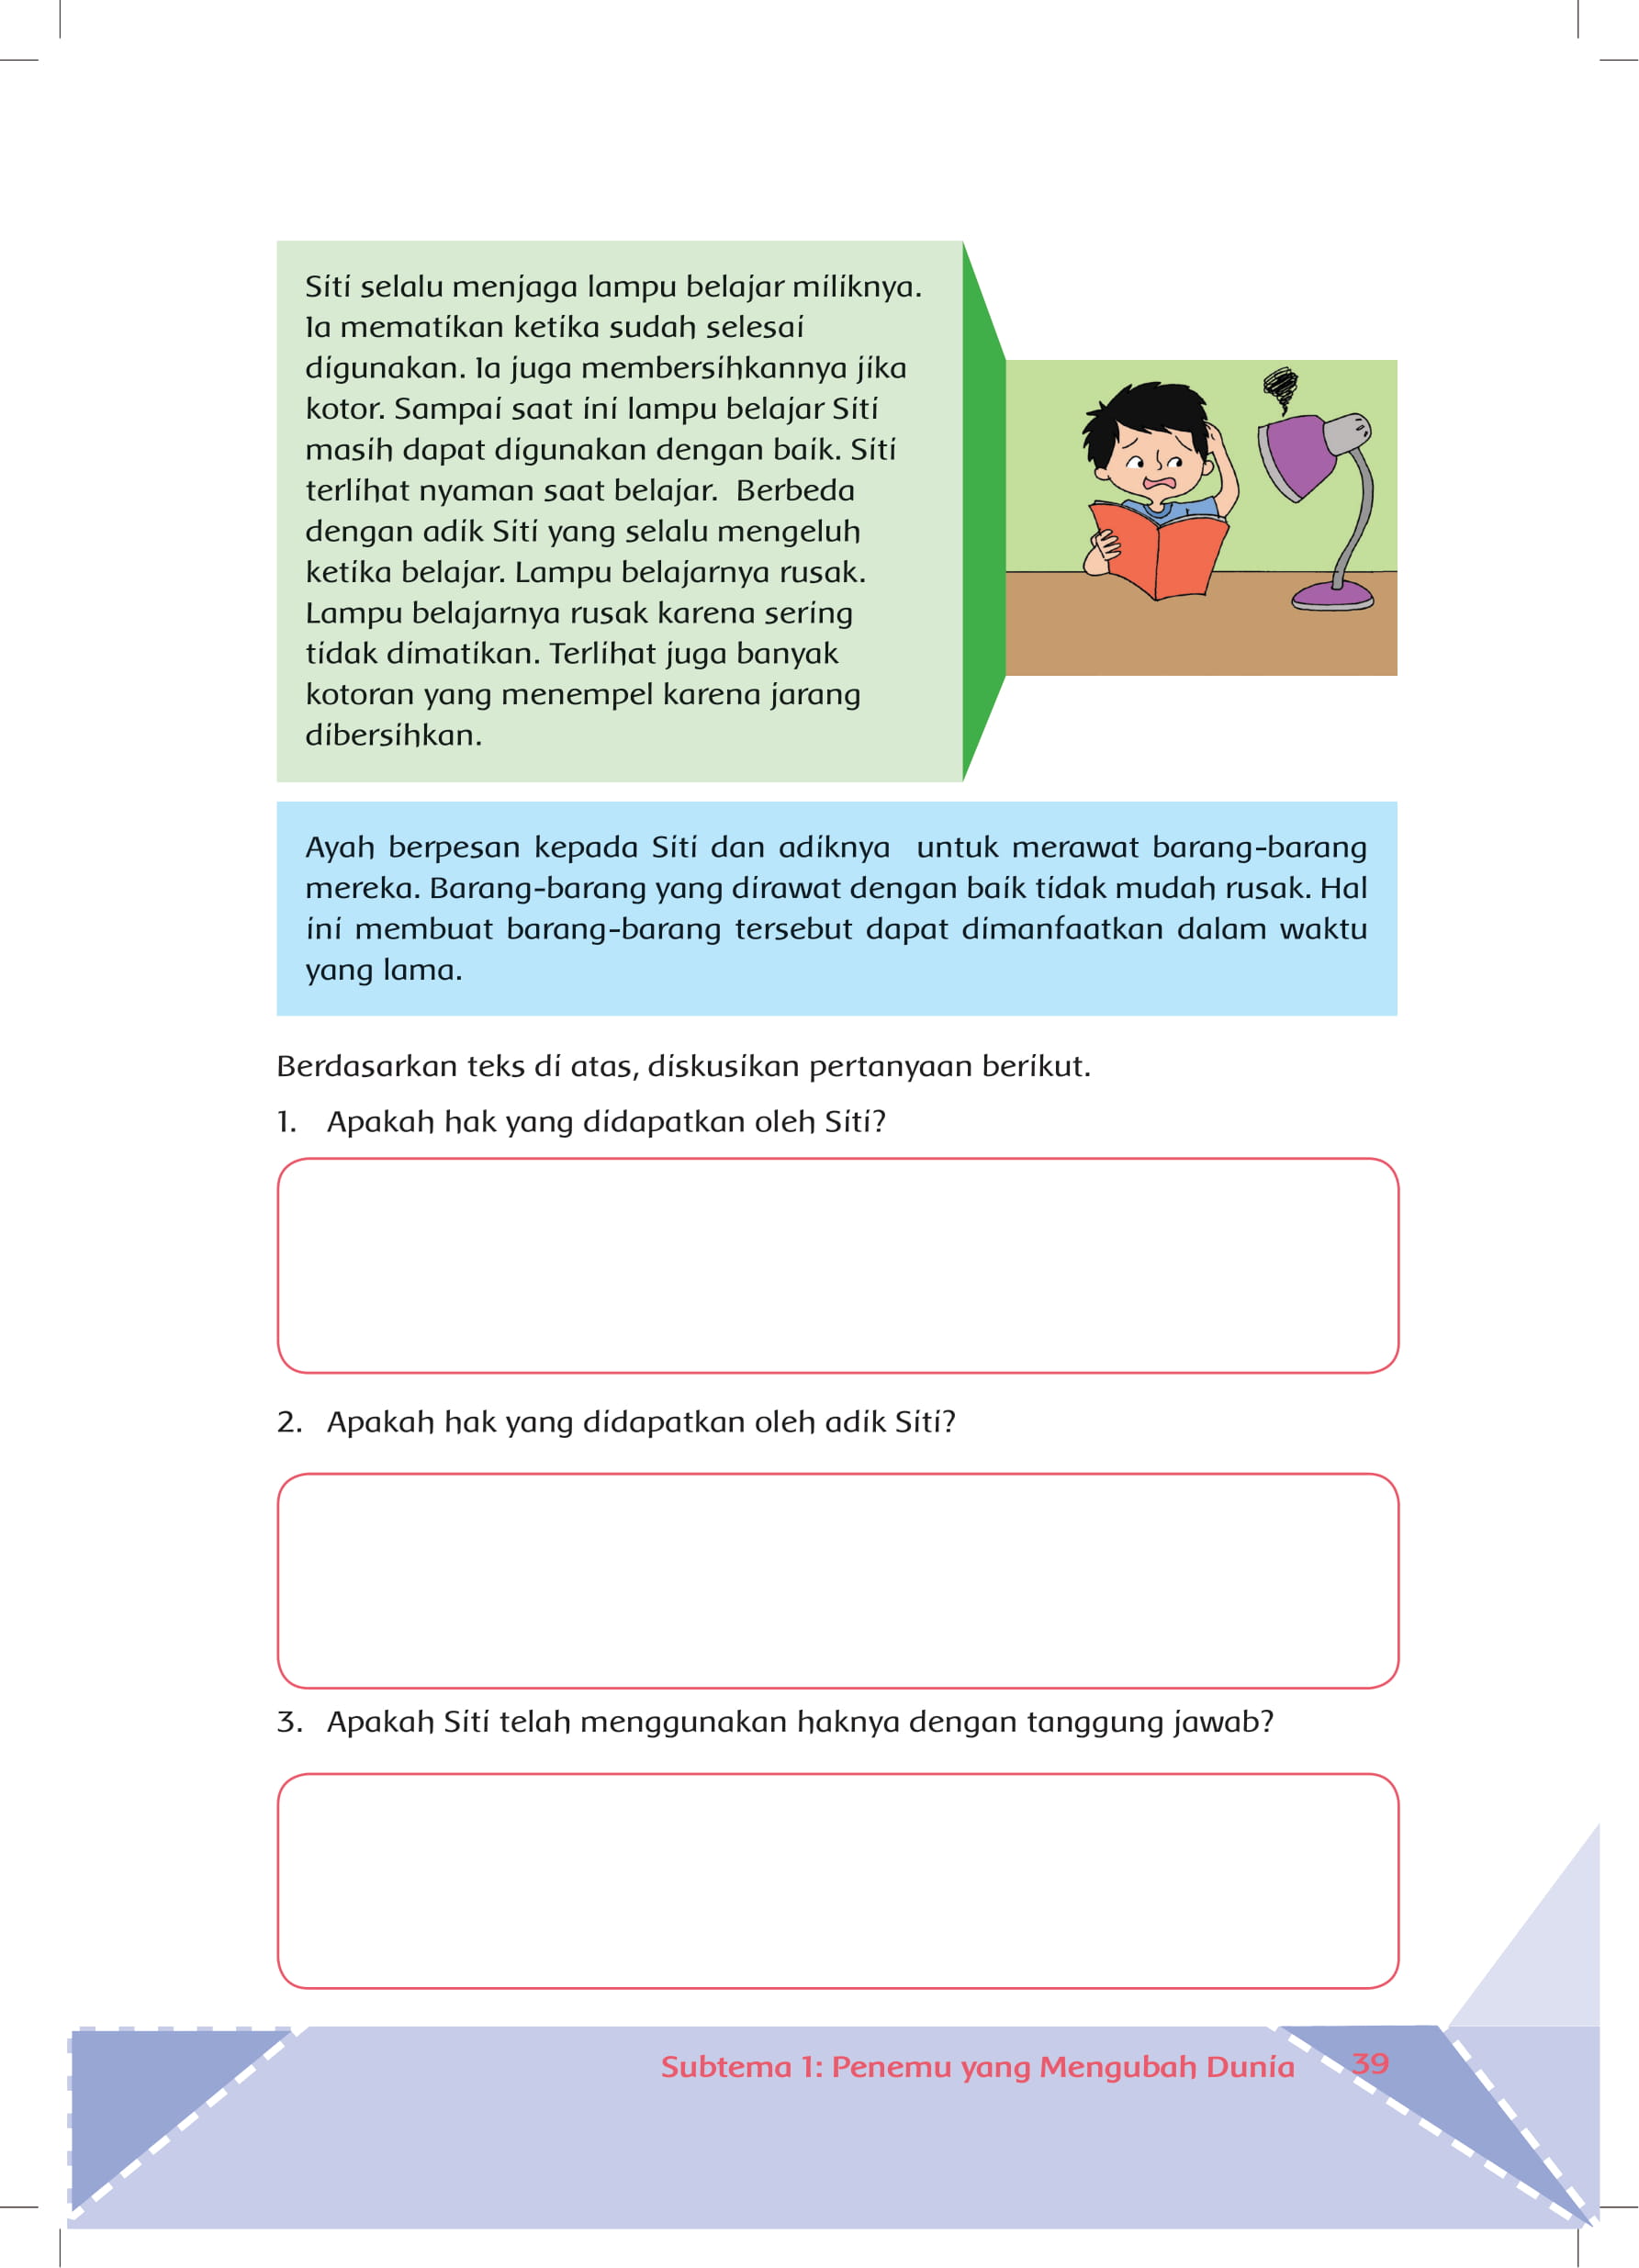 Siti selalu menjaga lampu belajar miliknya.
Ia mematikan ketika sudah selesai
digunakan. Ia juga membersihkannya jika
kotor. Sampai saat ini lampu belajar Siti
masih dapat digunakan dengan baik. Siti
terlihat nyaman saat belajar.  Berbeda
dengan adik Siti yang selalu mengeluh
ketika belajar. Lampu belajarnya rusak.
Lampu belajarnya rusak karena sering
tidak dimatikan. Terlihat juga banyak
kotoran yang menempel karena jarang
dibersihkan.
Ayah berpesan kepada Siti dan adiknya  untuk merawat barang-barang
mereka. Barang-barang yang dirawat dengan baik tidak mudah rusak. Hal
ini membuat barang-barang tersebut dapat dimanfaatkan dalam waktu
yang lama.
Berdasarkan teks di atas, diskusikan pertanyaan berikut.
1. Apakah hak yang didapatkan oleh Siti?
2. Apakah hak yang didapatkan oleh adik Siti?
3. Apakah Siti telah menggunakan haknya dengan tanggung jawab?
Subtema 1: Penemu yang Mengubah Dunia 39